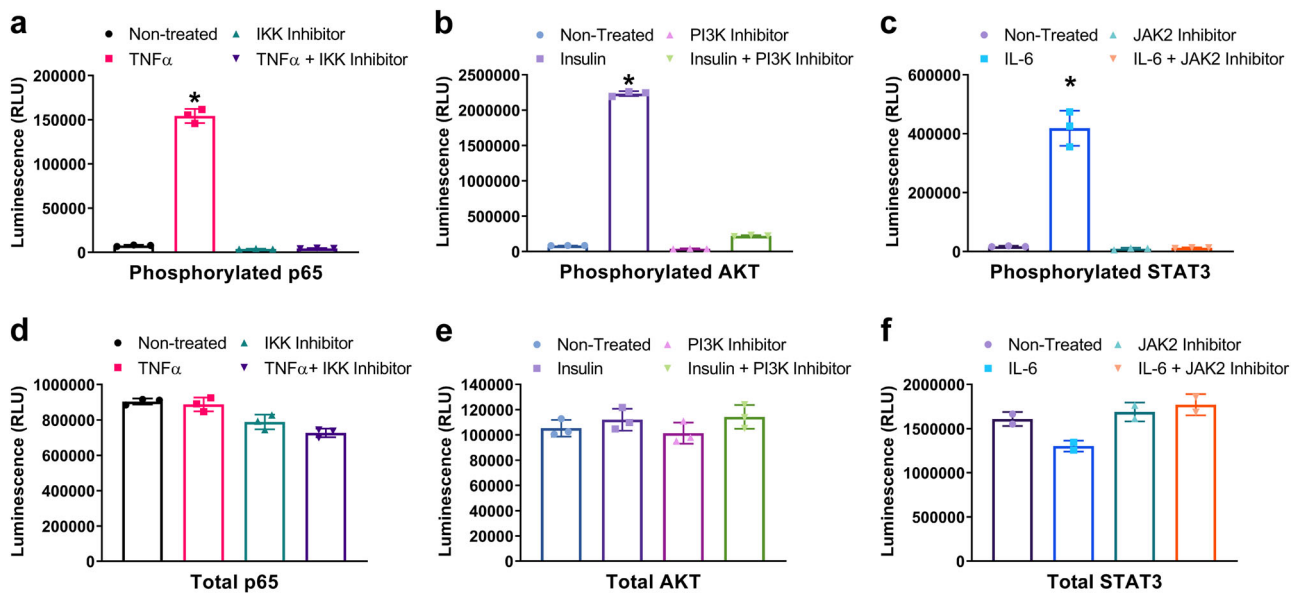 a
Non-treated IKK Inhibitor
TNFα TNFα + IKK Inhibitor
Luminescence (RLU)
200000
150000
100000
50000
0
*
Phosphorylated p65
b
Non-Treated PI3K Inhibitor
Insulin Insulin + PI3K Inhibitor
Luminescence (RLU)
2500000
2000000
1500000
1000000
500000
0
*
Phosphorylated AKT
c
Non-Treated JAK2 Inhibitor
IL-6 IL-6 + JAK2 Inhibitor
Luminescence (RLU)
600000
400000
200000
0
*
Phosphorylated STAT3
d
Non-treated IKK Inhibitor
TNFα TNFα+ IKK Inhibitor
Luminescence (RLU)
1000000
800000
600000
400000
200000
0
Total p65
e
Non-Treated PI3K Inhibitor
Insulin Insulin + PI3K Inhibitor
Luminescence (RLU)
140000
120000
100000
80000
60000
40000
20000
0
Total AKT
f
Non-Treated JAK2 Inhibitor
IL-6 IL-6 + JAK2 Inhibitor
Luminescence (RLU)
2000000
1500000
1000000
500000
0
Total STAT3